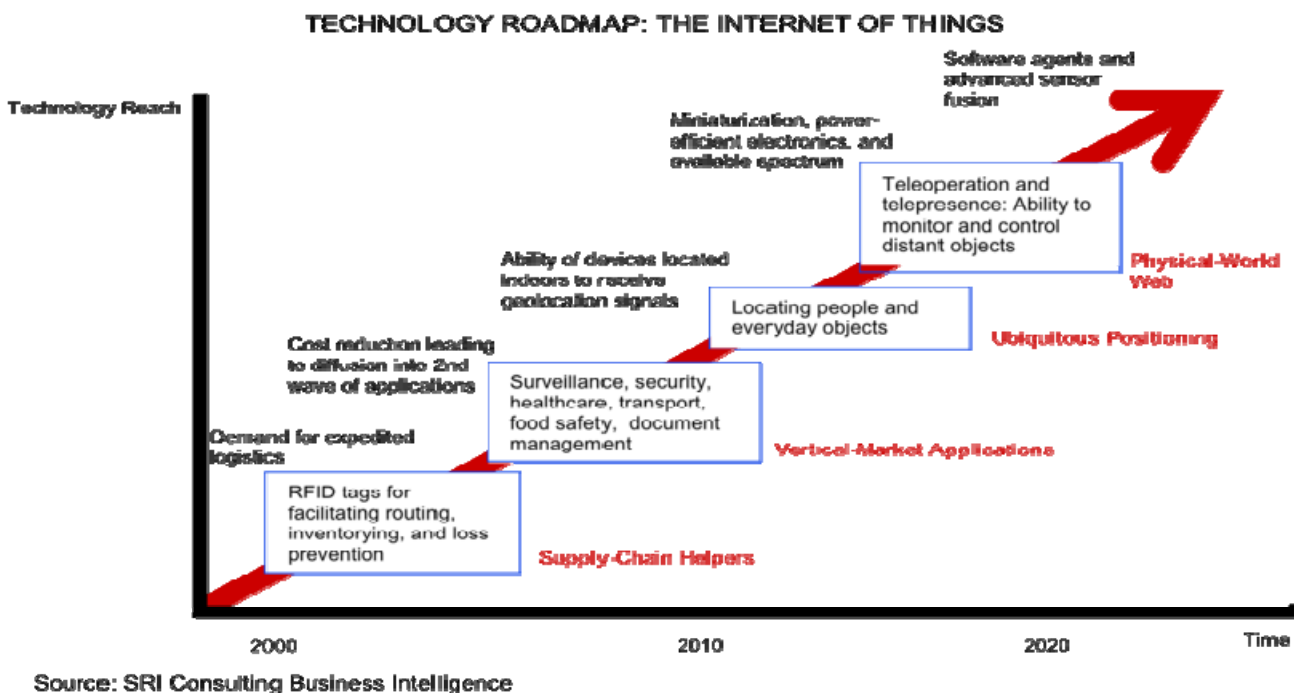 TECHNOLOGY ROADMAP: THE INTERNET OF THINGS
Software agents and
advanced sensor
fusion
Technology Reach
Miniaturization, power-
efficient electronics, and
available spectrum
Teleoperation and
telepresence: Ability to
monitor and control
distant objects
Physical-World
Web
Ability of devices located
indoors to receive
geolocation signals
Locating people and
everyday objects
Ubiquitous Positioning
Cost reduction leading
to diffusion into 2nd
wave of applications
Surveillance, security,
healthcare, transport,
food safety, document
management
Vertical-Market Applications
Demand for expedited
logistics
RFID tags for
facilitating routing,
inventorying, and loss
prevention
Supply-Chain Helpers
2000
2010
2020
Time
Source: SRI Consulting Business Intelligence